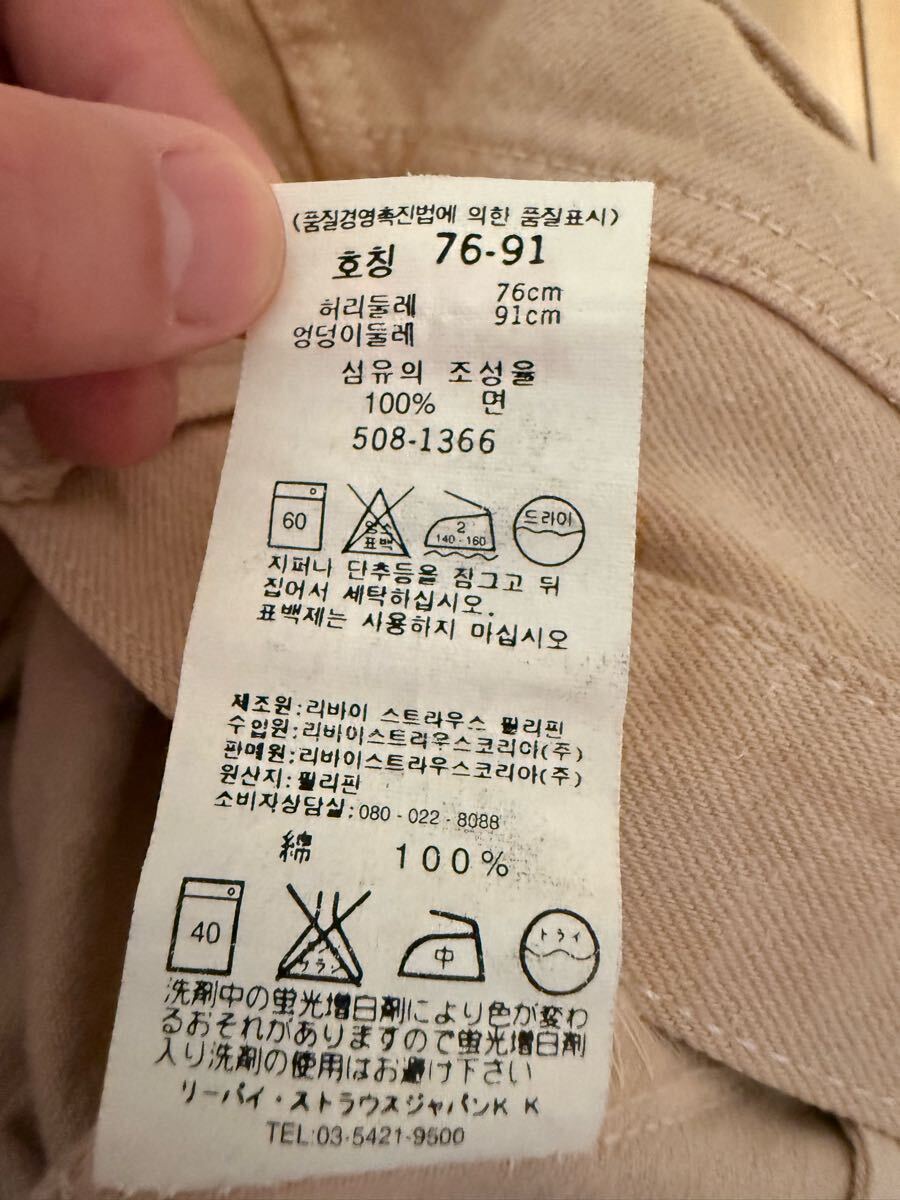 (품질경영촉진법에 의한 품질표시)
호칭 76-91
허리둘레 76cm
엉덩이둘레 91cm
섬유의 조성율
100% 면
508-1366
60 염소 표백 2 140-160 드라이
지퍼나 단추등을 잠그고 뒤
집어서 세탁하십시오.
표백제는 사용하지 마십시오
제조원:리바이 스트라우스 필리핀
수입원:리바이스트라우스코리아(주)
판매원:리바이스트라우스코리아(주)
원산지:필리핀
소비자상담실:080-022-8088
綿 100%
40 エンソ サラシ 中 ドライ
洗剤中の蛍光増白剤により色が変わ
るおそれがありますので蛍光増白剤
入り洗剤の使用はお避け下さい
リーバイ・ストラウスジャパンK K
TEL:03-5421-9500